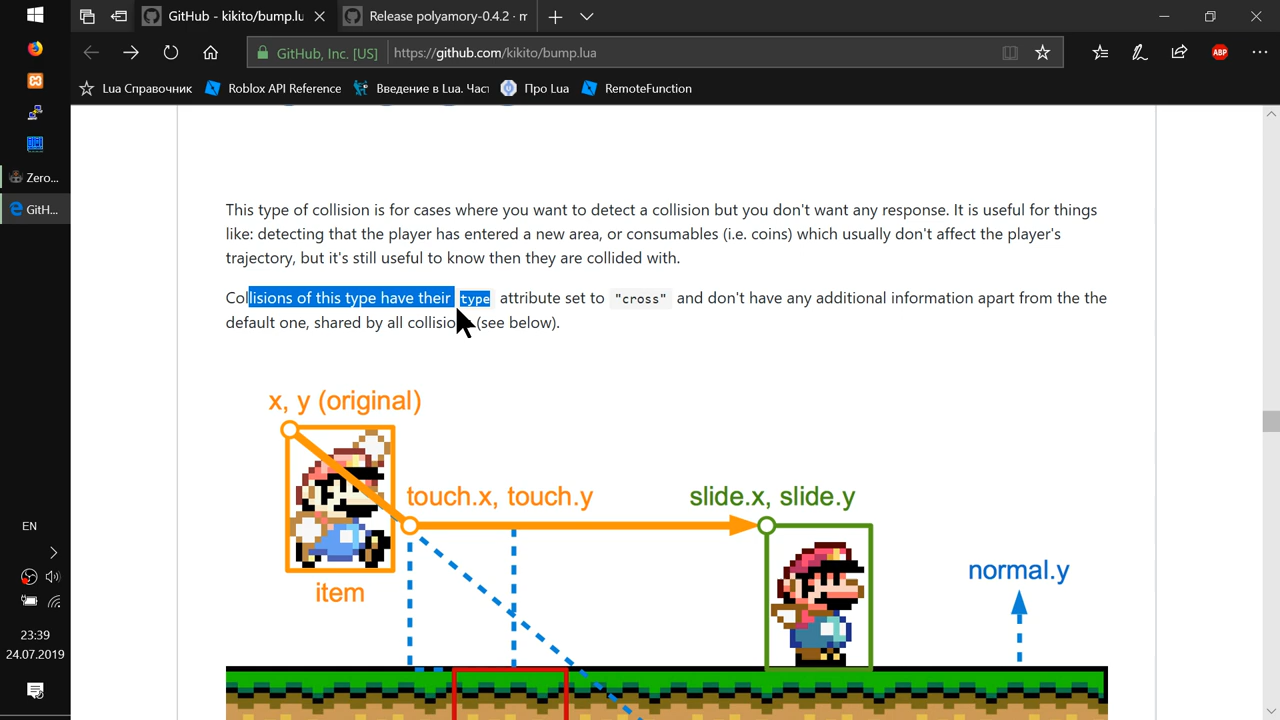 GitHub - kikito/bump.lu
Release polyamory-0.4.2 · m
GitHub, Inc. [US]
https://github.com/kikito/bump.lua
ABP
Lua Справочник
Roblox API Reference
Введение в Lua. Част
Про Lua
RemoteFunction
Zero...
GitH...
This type of collision is for cases where you want to detect a collision but you don't want any response. It is useful for things
like: detecting that the player has entered a new area, or consumables (i.e. coins) which usually don't affect the player's
trajectory, but it's still useful to know then they are collided with.
Collisions of this type have their type attribute set to "cross" and don't have any additional information apart from the the
default one, shared by all collisio (see below).
x, y (original)
touch.x, touch.y
slide.x, slide.y
normal.y
item
EN
23:39
24.07.2019